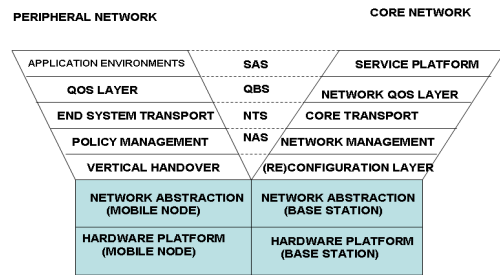 PERIPHERAL NETWORK
CORE NETWORK
APPLICATION ENVIRONMENTS
SAS
SERVICE PLATFORM
QOS LAYER
QBS
NETWORK QOS LAYER
END SYSTEM TRANSPORT
NTS
CORE TRANSPORT
POLICY MANAGEMENT
NAS
NETWORK MANAGEMENT
VERTICAL HANDOVER
(RE)CONFIGURATION LAYER
NETWORK ABSTRACTION
(MOBILE NODE)
NETWORK ABSTRACTION
(BASE STATION)
HARDWARE PLATFORM
(MOBILE NODE)
HARDWARE PLATFORM
(BASE STATION)